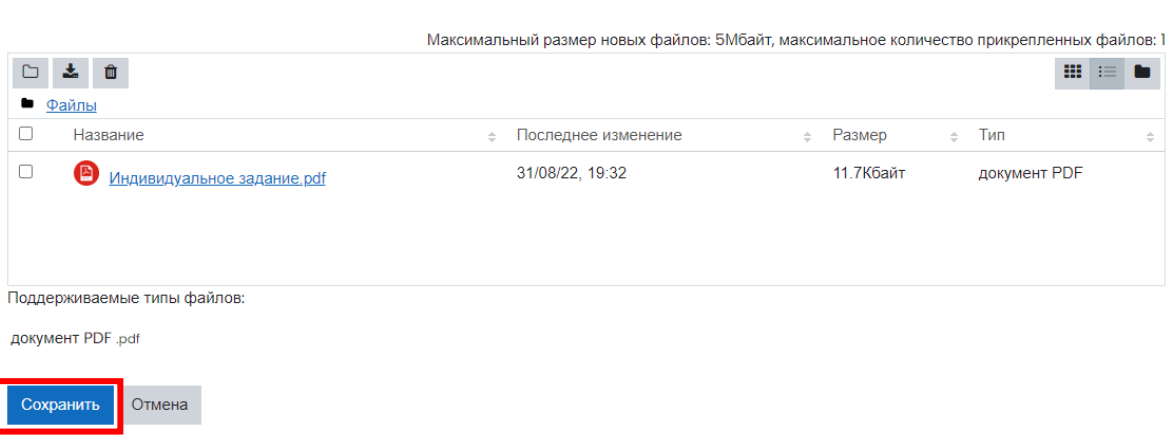 Максимальный размер новых файлов: 5Мбайт, максимальное количество прикрепленных файлов: 1
Файлы
Название Последнее изменение Размер Тип
Индивидуальное задание.pdf 31/08/22, 19:32 11.7Кбайт документ PDF
Поддерживаемые типы файлов:
документ PDF .pdf
Сохранить Отмена